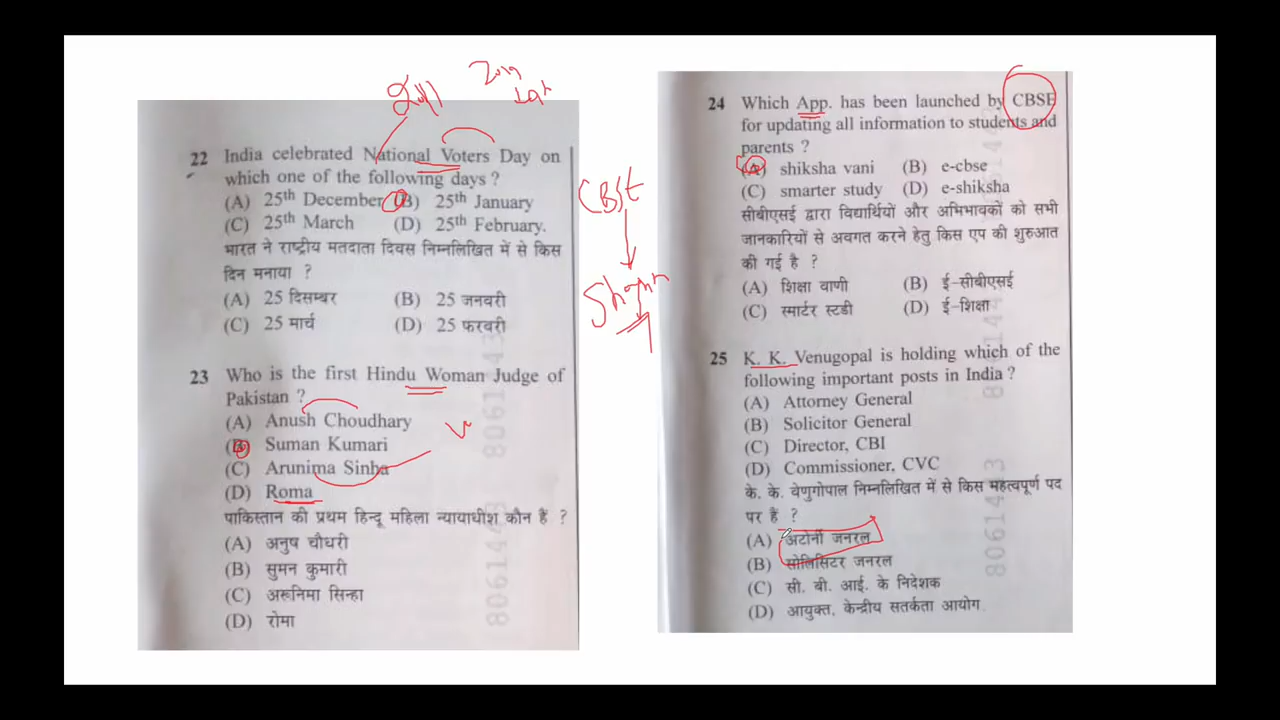 22 India celebrated National Voters Day on
which one of the following days ?
(A) 25th December (B) 25th January
(C) 25th March (D) 25th February.
भारत ने राष्ट्रीय मतदाता दिवस निम्नलिखित में से किस
दिन मनाया ?
(A) 25 दिसम्बर (B) 25 जनवरी
(C) 25 मार्च (D) 25 फरवरी
23 Who is the first Hindu Woman Judge of
Pakistan ?
(A) Anush Choudhary
(B) Suman Kumari
(C) Arunima Sinha
(D) Roma
पाकिस्तान की प्रथम हिन्दू महिला न्यायाधीश कौन हैं ?
(A) अनुष चौधरी
(B) सुमन कुमारी
(C) अरूनिमा सिन्हा
(D) रोमा
8061443
CBSE
24 Which App. has been launched by CBSE
for updating all information to students and
parents ?
(A) shiksha vani (B) e-cbse
(C) smarter study (D) e-shiksha
सीबीएसई द्वारा विद्यार्थियों और अभिभावकों को सभी
जानकारियों से अवगत करने हेतु किस एप की शुरुआत
की गई है ?
(A) शिक्षा वाणी (B) ई-सीबीएसई
(C) स्मार्टर स्टडी (D) ई-शिक्षा
25 K. K. Venugopal is holding which of the
following important posts in India ?
(A) Attorney General
(B) Solicitor General
(C) Director, CBI
(D) Commissioner, CVC
के. के. वेणुगोपाल निम्नलिखित में से किस महत्वपूर्ण पद
पर हैं ?
(A) अटोर्नी जनरल
(B) सोलिसिटर जनरल
(C) सी. बी. आई. के निदेशक
(D) आयुक्त, केन्द्रीय सतर्कता आयोग
8061443